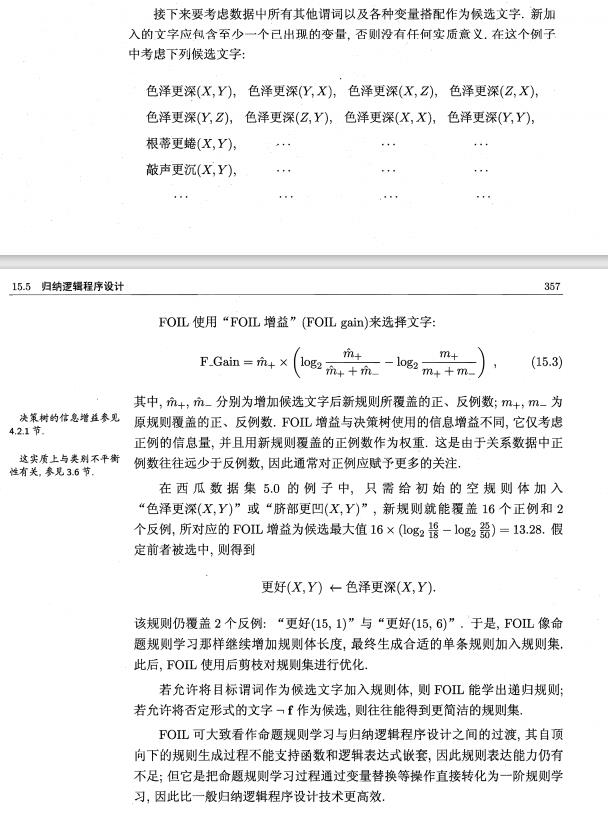 接下来要考虑数据中所有其他谓词以及各种变量搭配作为候选文字. 新加
入的文字应包含至少一个已出现的变量, 否则没有任何实质意义. 在这个例子
中考虑下列候选文字:
色泽更深(X,Y), 色泽更深(Y,X), 色泽更深(X,Z), 色泽更深(Z,X),
色泽更深(Y,Z), 色泽更深(Z,Y), 色泽更深(X,X), 色泽更深(Y,Y),
根蒂更蜷(X,Y), ··· ··· ···
敲声更沉(X,Y), ··· ··· ···
··· ··· ··· ···
15.5 归纳逻辑程序设计 357
FOIL 使用“FOIL 增益”(FOIL gain)来选择文字:
F_Gain = m̂₊ × (log₂ m̂₊/(m̂₊ + m̂₋) − log₂ m₊/(m₊ + m₋)) , (15.3)
其中, m̂₊, m̂₋ 分别为增加候选文字后新规则所覆盖的正、反例数; m₊, m₋ 为
原规则覆盖的正、反例数. FOIL 增益与决策树使用的信息增益不同, 它仅考虑
正例的信息量, 并且用新规则覆盖的正例数作为权重. 这是由于关系数据中正
例数往往远少于反例数, 因此通常对正例应赋予更多的关注.
决策树的信息增益参见
4.2.1 节.
这实质上与类别不平衡
性有关, 参见 3.6 节.
在西瓜数据集 5.0 的例子中, 只需给初始的空规则体加入
“色泽更深(X,Y)”或“脐部更凹(X,Y)”, 新规则就能覆盖 16 个正例和 2
个反例, 所对应的 FOIL 增益为候选最大值 16 × (log₂ 16/18 − log₂ 25/50) = 13.28. 假
定前者被选中, 则得到
更好(X,Y) ← 色泽更深(X,Y).
该规则仍覆盖 2 个反例: “更好(15, 1)”与“更好(15, 6)”. 于是, FOIL 像命
题规则学习那样继续增加规则体长度, 最终生成合适的单条规则加入规则集.
此后, FOIL 使用后剪枝对规则集进行优化.
若允许将目标谓词作为候选文字加入规则体, 则 FOIL 能学出递归规则;
若允许将否定形式的文字 ¬ f 作为候选, 则往往能得到更简洁的规则集.
FOIL 可大致看作命题规则学习与归纳逻辑程序设计之间的过渡, 其自顶
向下的规则生成过程不能支持函数和逻辑表达式嵌套, 因此规则表达能力仍有
不足; 但它是把命题规则学习过程通过变量替换等操作直接转化为一阶规则学
习, 因此比一般归纳逻辑程序设计技术更高效.